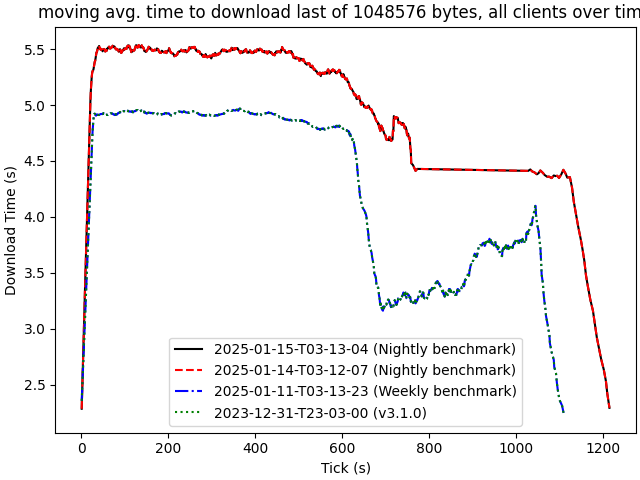 moving avg. time to download last of 1048576 bytes, all clients over tim
5.5
5.0
4.5
4.0
3.5
3.0
2.5
Download Time (s)
2025-01-15-T03-13-04 (Nightly benchmark)
2025-01-14-T03-12-07 (Nightly benchmark)
2025-01-11-T03-13-23 (Weekly benchmark)
2023-12-31-T23-03-00 (v3.1.0)
0 200 400 600 800 1000 1200
Tick (s)